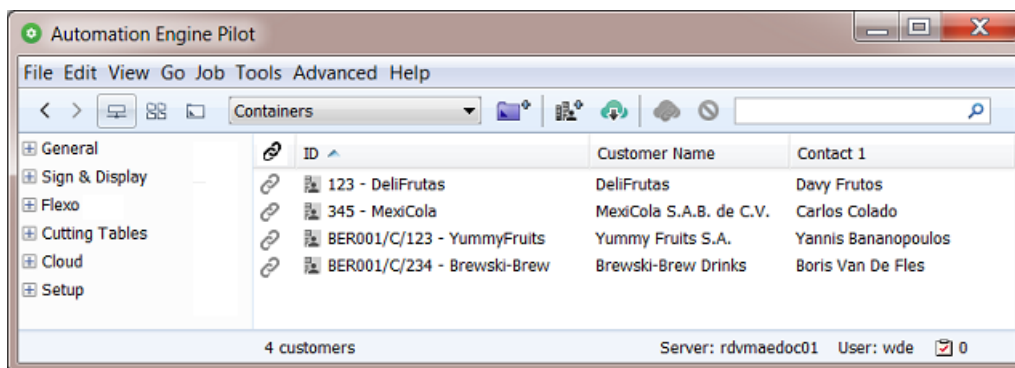 Automation Engine Pilot
File Edit View Go Job Tools Advanced Help
Containers
General
Sign & Display
Flexo
Cutting Tables
Cloud
Setup
ID Customer Name Contact 1
123 - DeliFrutas DeliFrutas Davy Frutos
345 - MexiCola MexiCola S.A.B. de C.V. Carlos Colado
BER001/C/123 - YummyFruits Yummy Fruits S.A. Yannis Bananopoulos
BER001/C/234 - Brewski-Brew Brewski-Brew Drinks Boris Van De Fles
4 customers Server: rdvmaedoc01 User: wde 0